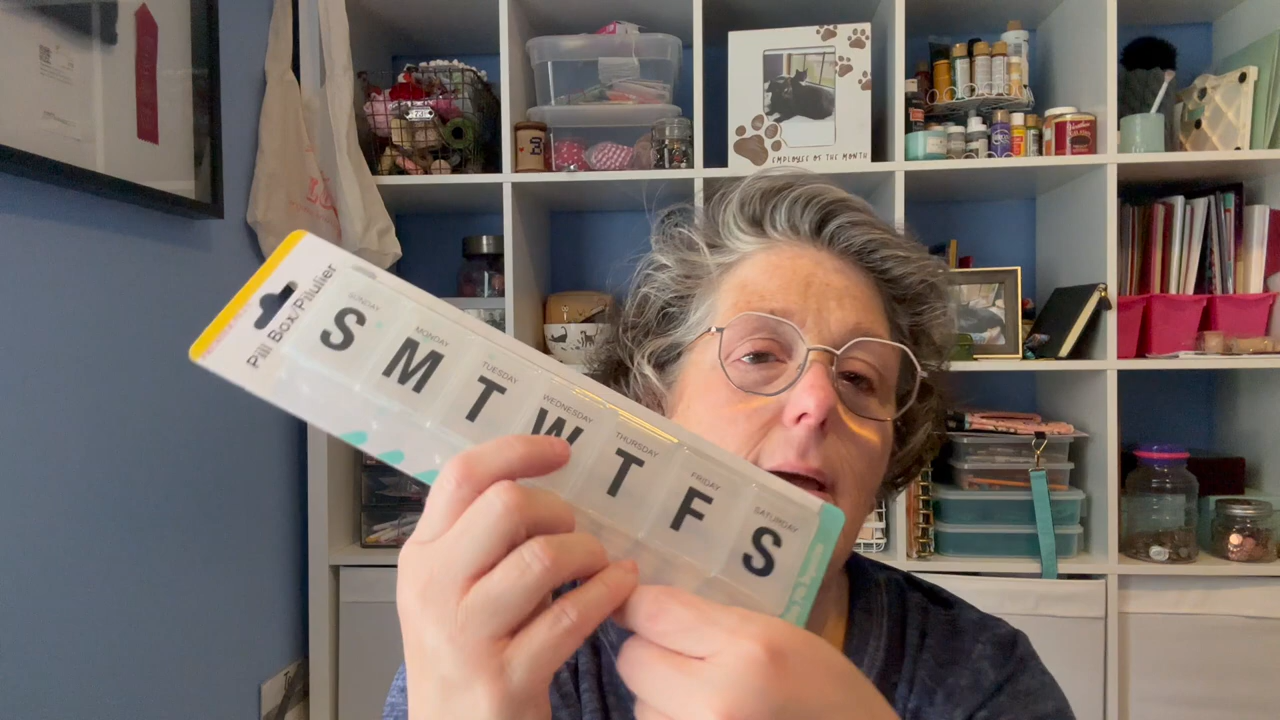 EMPLOYEE OF THE MONTH
Pill Box/Pilulier
SUNDAY
S
MONDAY
M
TUESDAY
T
WEDNESDAY
W
THURSDAY
T
FRIDAY
F
SATURDAY
S